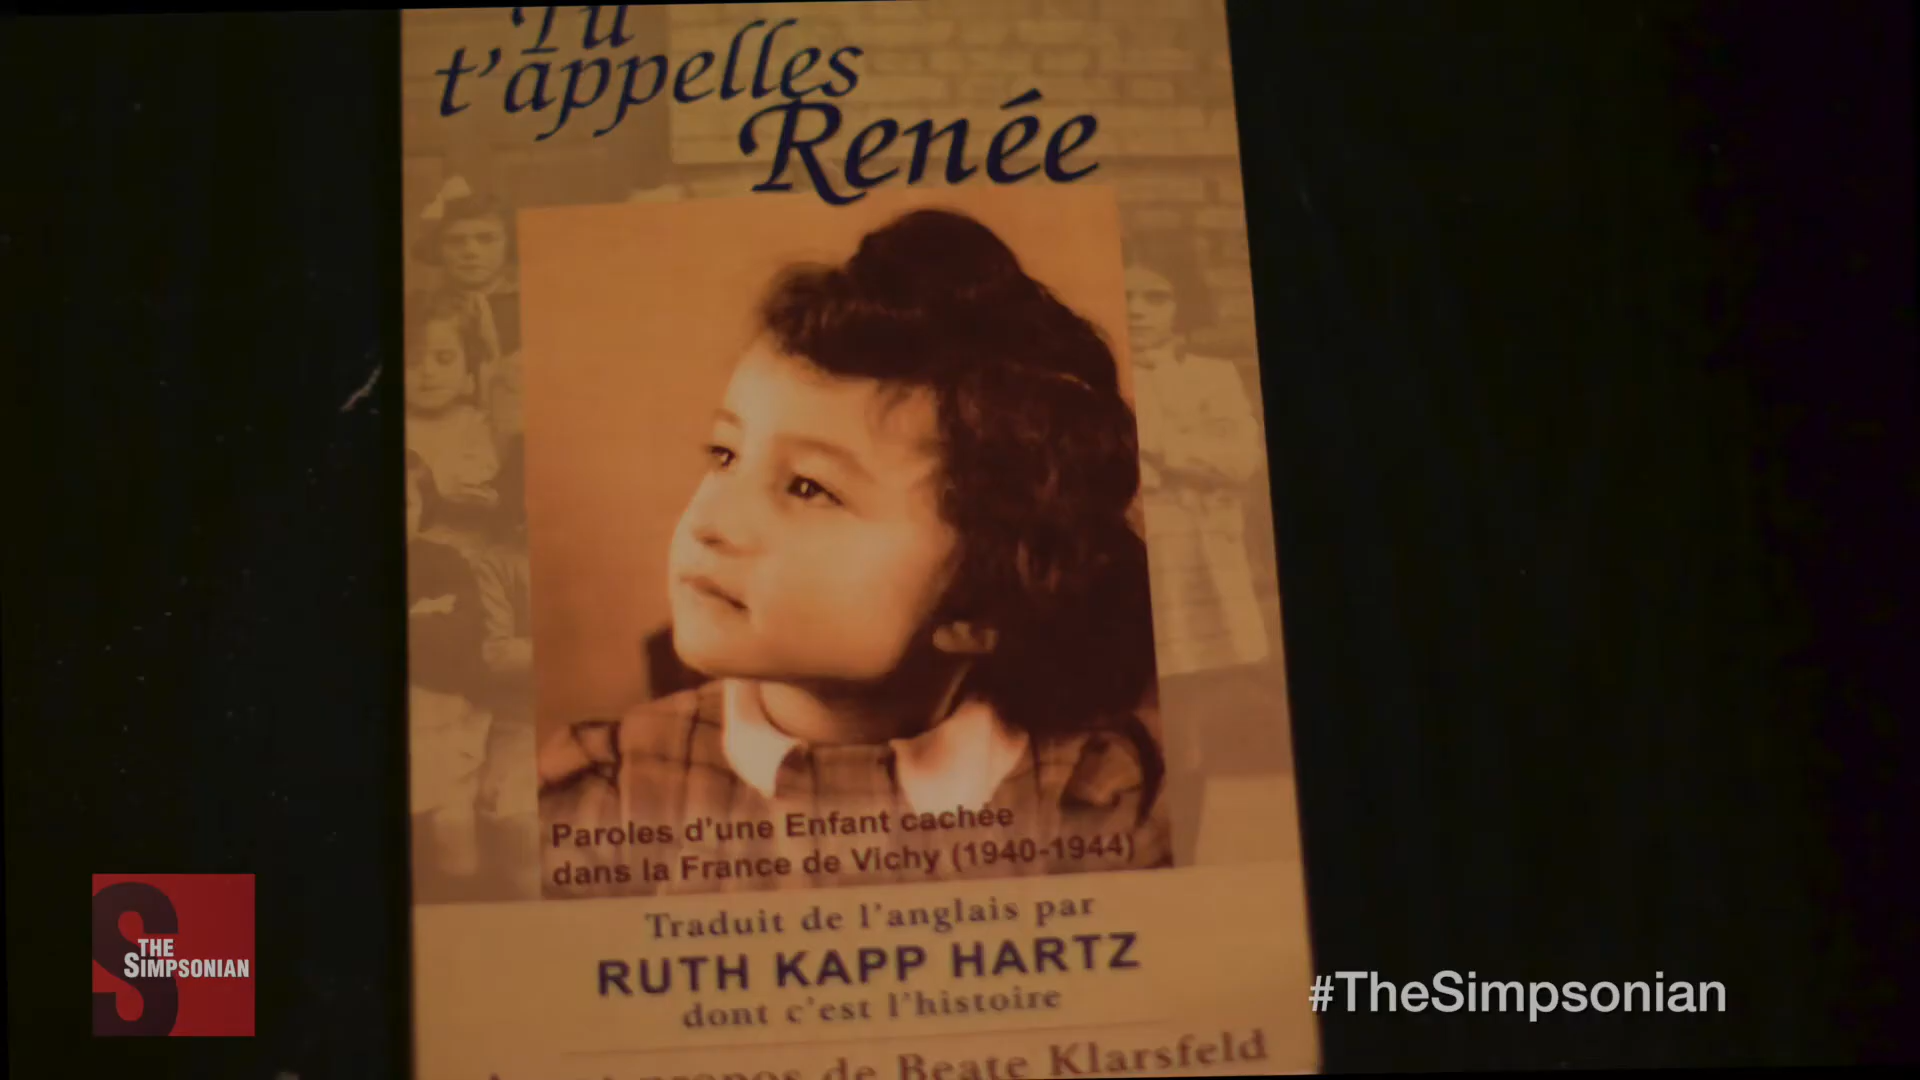 Tu
t'appelles
Renée
Paroles d'une Enfant cachée
dans la France de Vichy (1940-1944)
Traduit de l'anglais par
RUTH KAPP HARTZ
dont c'est l'histoire
de Beate Klarsfeld
THE
SIMPSONIAN
#TheSimpsonian